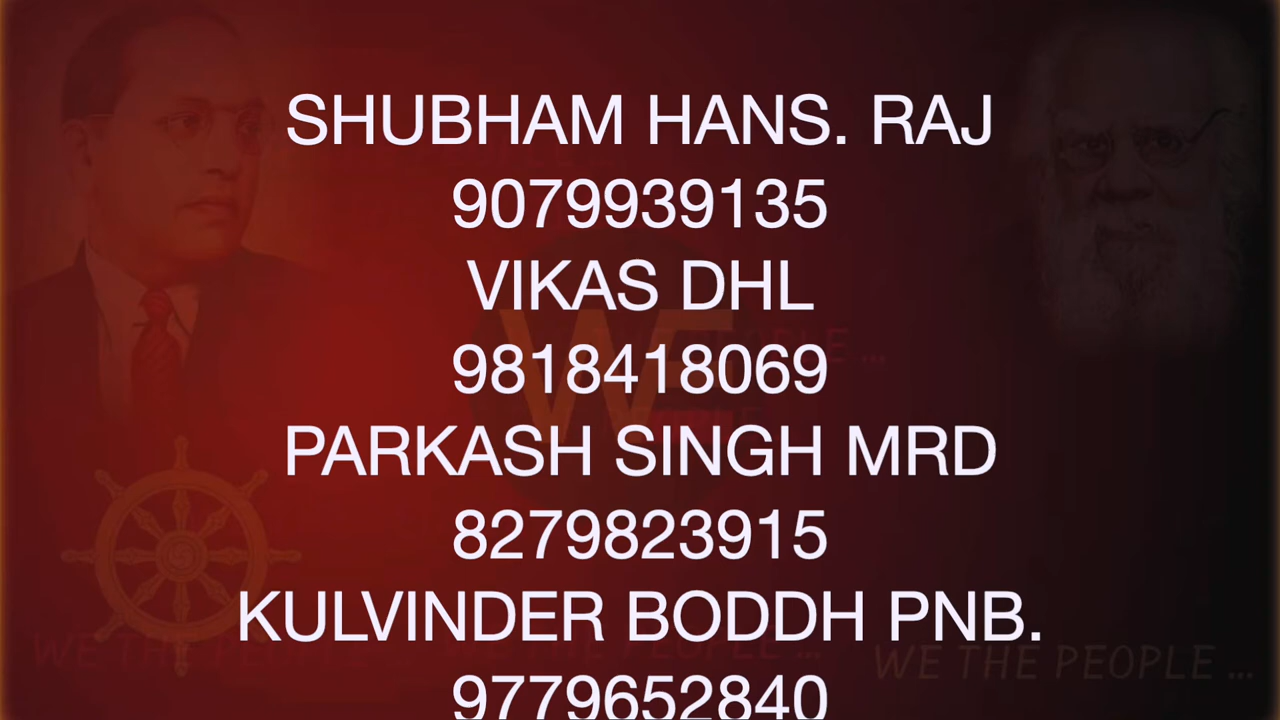 SHUBHAM HANS. RAJ
9079939135
VIKAS DHL
9818418069
PARKASH SINGH MRD
8279823915
KULVINDER BODDH PNB.
WE THE PEOPLE ...
9779652840